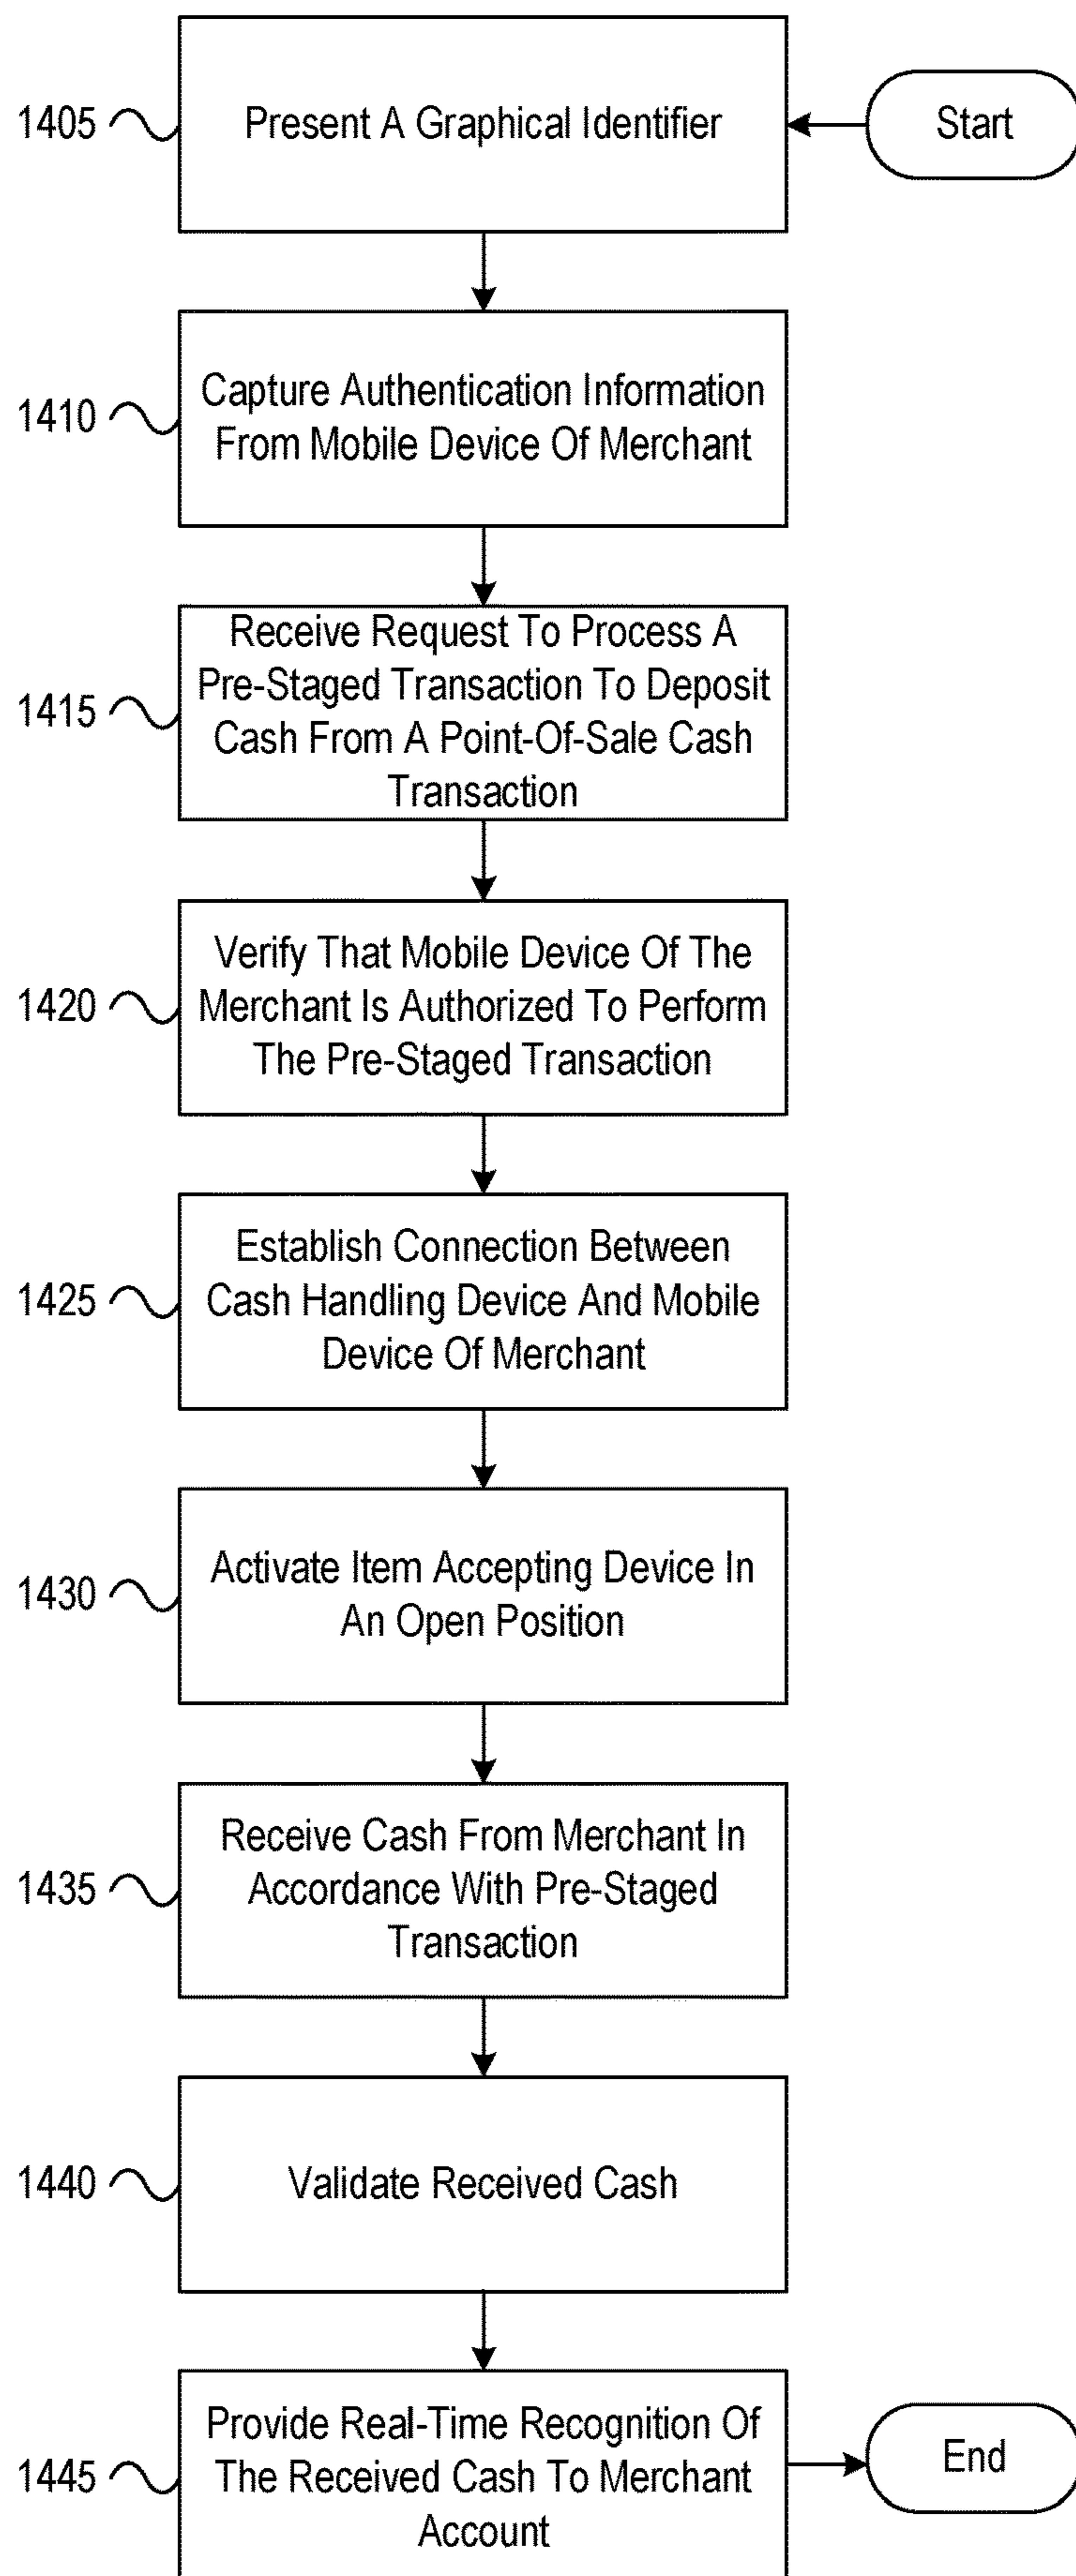 1405
Present A Graphical Identifier
Start
1410
Capture Authentication Information
From Mobile Device Of Merchant
1415
Receive Request To Process A
Pre-Staged Transaction To Deposit
Cash From A Point-Of-Sale Cash
Transaction
1420
Verify That Mobile Device Of The
Merchant Is Authorized To Perform
The Pre-Staged Transaction
1425
Establish Connection Between
Cash Handling Device And Mobile
Device Of Merchant
1430
Activate Item Accepting Device In
An Open Position
1435
Receive Cash From Merchant In
Accordance With Pre-Staged
Transaction
1440
Validate Received Cash
1445
Provide Real-Time Recognition Of
The Received Cash To Merchant
Account
End